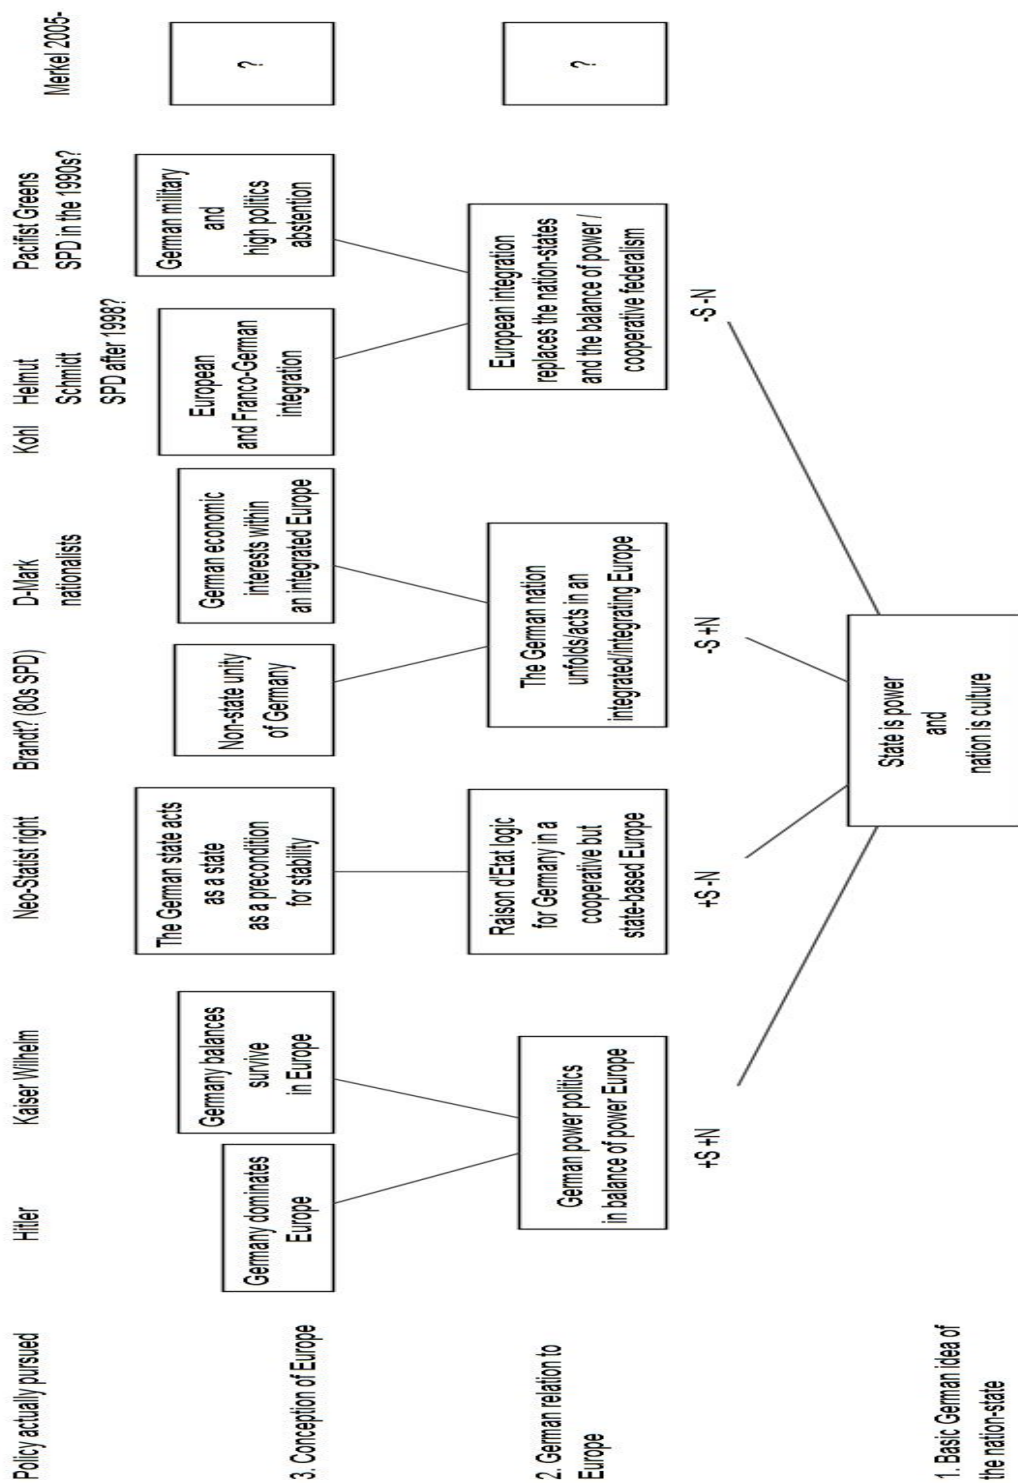 Policy actually pursued
Hitler
Kaiser Wilhelm
Neo-Statist right
Brandt? (80s SPD)
D-Mark
nationalists
Kohl
Helmut
Schmidt
SPD after 1998?
Pacifist Greens
SPD in the 1990s?
Merkel 2005-
3. Conception of Europe
Germany dominates
Europe
Germany balances
survive
in Europe
The German state acts
as a state
as a precondition
for stability
Non-state unity
of Germany
German economic
interests within
an integrated Europe
European
and Franco-German
integration
German military
and
high politics
abstention
?
2. German relation to
Europe
German power politics
in balance of power Europe
Raison d'Etat logic
for Germany in a
cooperative but
state-based Europe
The German nation
unfolds/acts in an
integrated/integrating Europe
European integration
replaces the nation-states
and the balance of power /
cooperative federalism
?
+S +N
+S -N
-S +N
-S -N
1. Basic German idea of
the nation-state
State is power
and
nation is culture